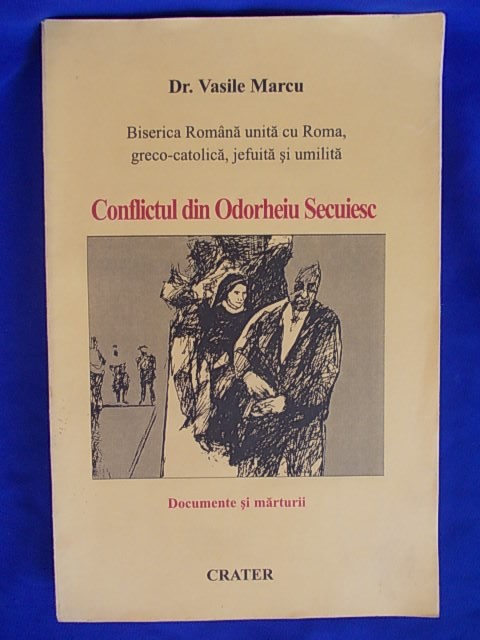 Dr. Vasile Marcu
Biserica Română unită cu Roma,
greco-catolică, jefuită și umilită
Conflictul din Odorheiu Secuiesc
Documente și mărturii
CRATER